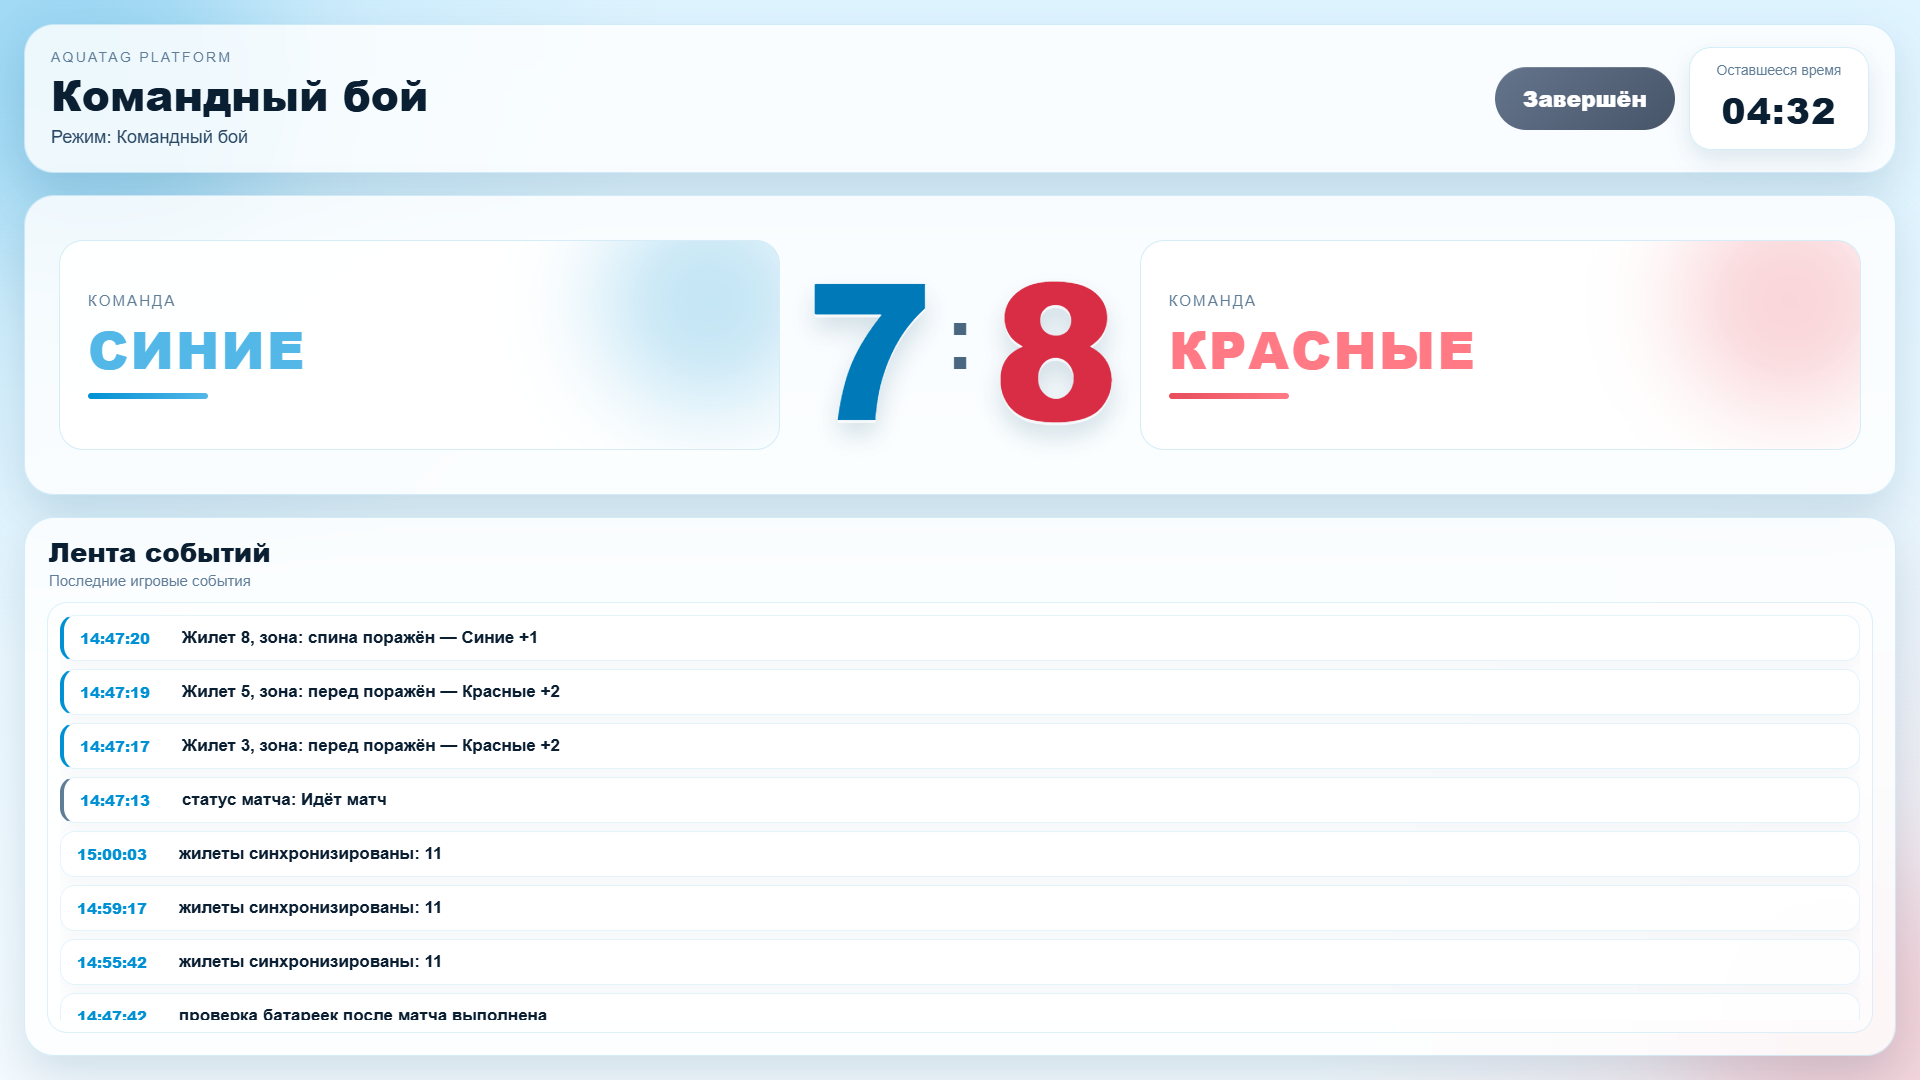 AQUATAG PLATFORM
Командный бой
Режим: Командный бой
Завершён
Оставшееся время
04:32
КОМАНДА
СИНИЕ
7:8
КОМАНДА
КРАСНЫЕ
Лента событий
Последние игровые события
14:47:20 Жилет 8, зона: спина поражён — Синие +1
14:47:19 Жилет 5, зона: перед поражён — Красные +2
14:47:17 Жилет 3, зона: перед поражён — Красные +2
14:47:13 статус матча: Идёт матч
15:00:03 жилеты синхронизированы: 11
14:59:17 жилеты синхронизированы: 11
14:55:42 жилеты синхронизированы: 11
14:47:42 проверка батареек после матча выполнена